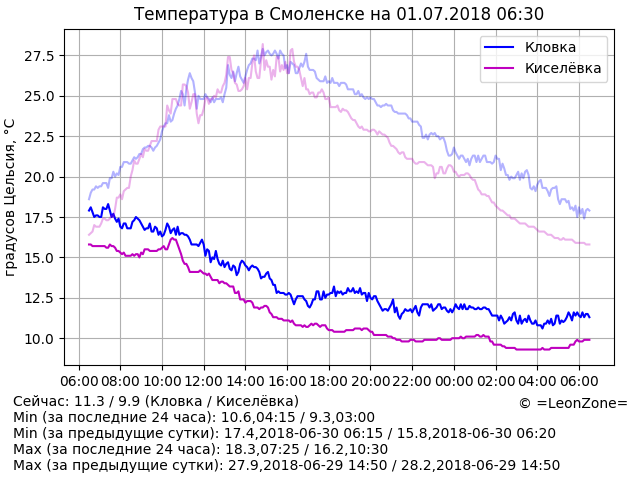 Температура в Смоленске на 01.07.2018 06:30
градусов Цельсия, °С
27.5
25.0
22.5
20.0
17.5
15.0
12.5
10.0
Кловка
Киселёвка
06:00 08:00 10:00 12:00 14:00 16:00 18:00 20:00 22:00 00:00 02:00 04:00 06:00
Сейчас: 11.3 / 9.9 (Кловка / Киселёвка)
© =LeonZone=
Min (за последние 24 часа): 10.6,04:15 / 9.3,03:00
Min (за предыдущие сутки): 17.4,2018-06-30 06:15 / 15.8,2018-06-30 06:20
Max (за последние 24 часа): 18.3,07:25 / 16.2,10:30
Max (за предыдущие сутки): 27.9,2018-06-29 14:50 / 28.2,2018-06-29 14:50